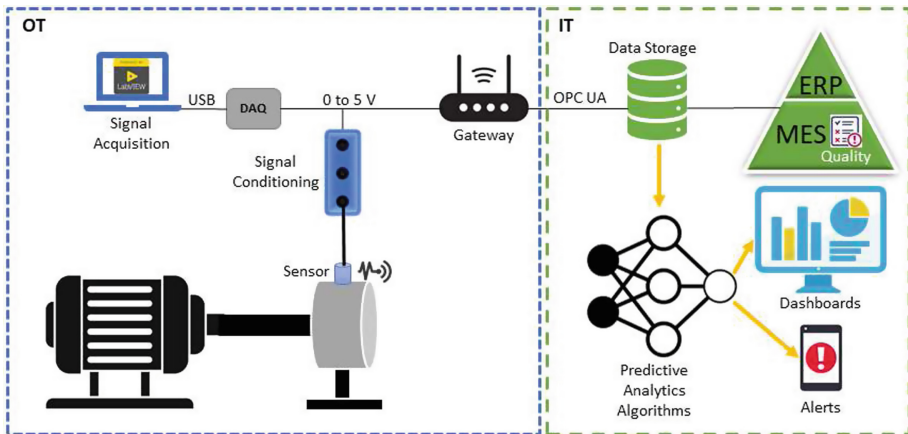 OT
IT
LabVIEW
USB
DAQ
0 to 5 V
OPC UA
Data Storage
ERP
MES
Quality
Signal
Acquisition
Gateway
Signal
Conditioning
Sensor
Dashboards
Predictive
Analytics
Algorithms
Alerts